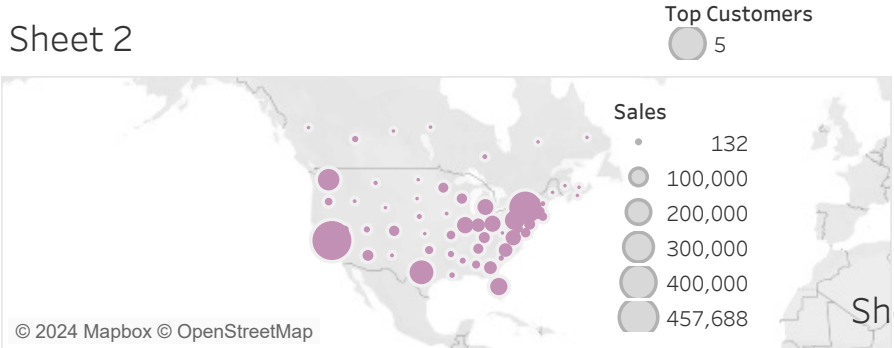 Top Customers
Sheet 2
5
Sales
132
100,000
200,000
300,000
400,000
457,688
Sh
© 2024 Mapbox © OpenStreetMap